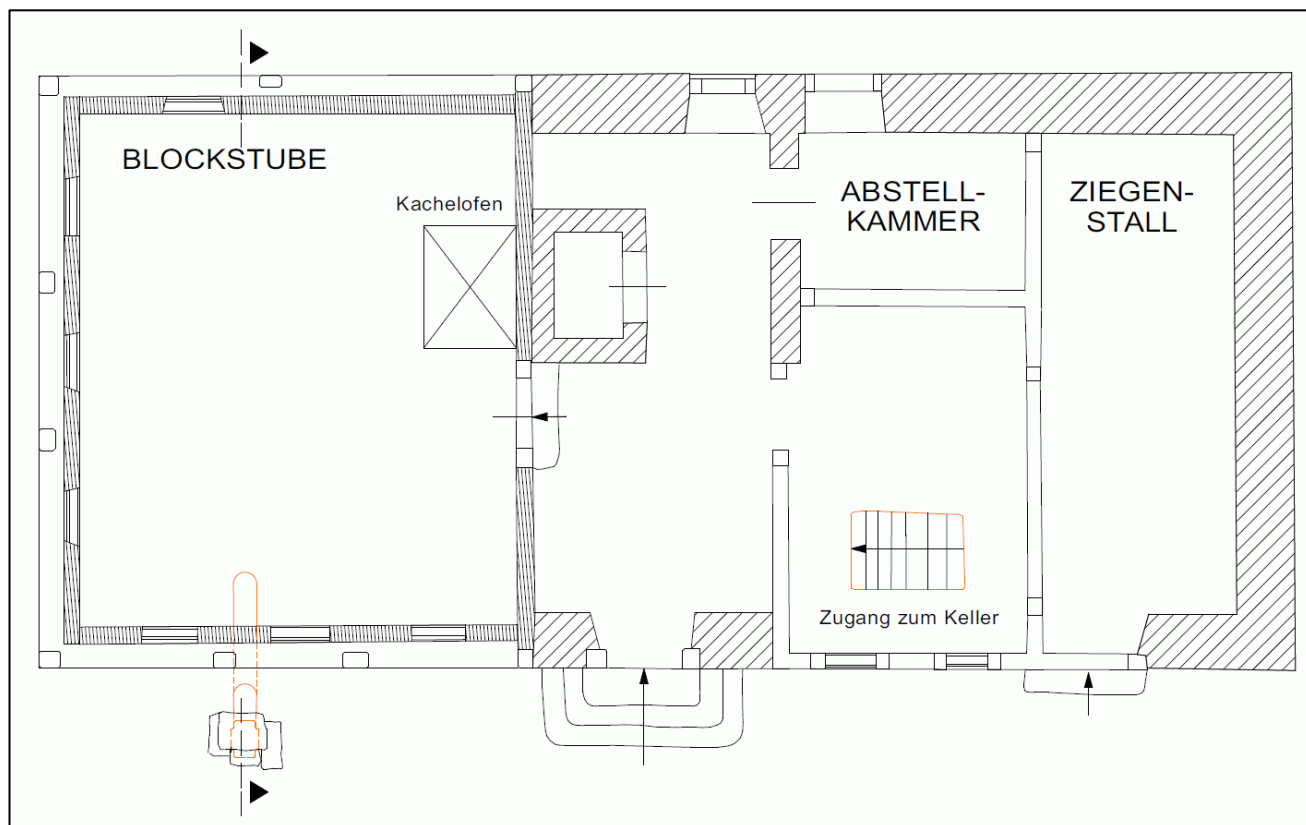 BLOCKSTUBE
Kachelofen
ABSTELL-
KAMMER
ZIEGEN-
STALL
Zugang zum Keller